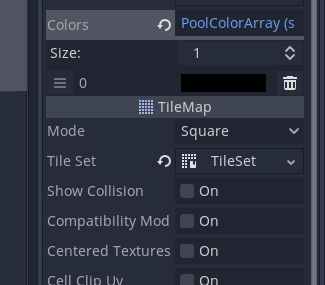 Colors PoolColorArray (s
Size: 1
0
TileMap
Mode Square
Tile Set TileSet
Show Collision On
Compatibility Mod On
Centered Textures On
Cell Clip Uv On